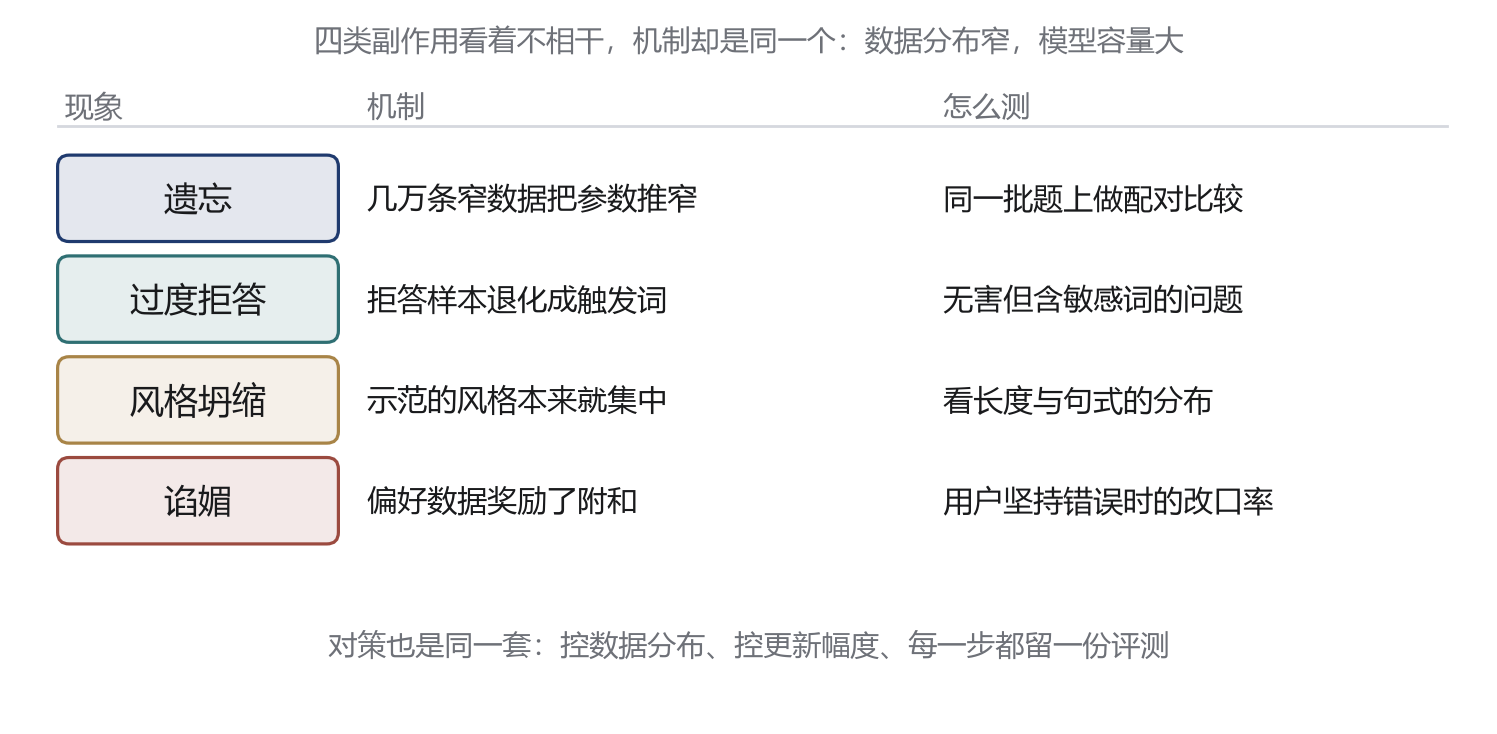 四类副作用看着不相干，机制却是同一个：数据分布窄，模型容量大
现象 机制 怎么测
遗忘 几万条窄数据把参数推窄 同一批题上做配对比较
过度拒答 拒答样本退化成触发词 无害但含敏感词的问题
风格坍缩 示范的风格本来就集中 看长度与句式的分布
谄媚 偏好数据奖励了附和 用户坚持错误时的改口率
对策也是同一套：控数据分布、控更新幅度、每一步都留一份评测